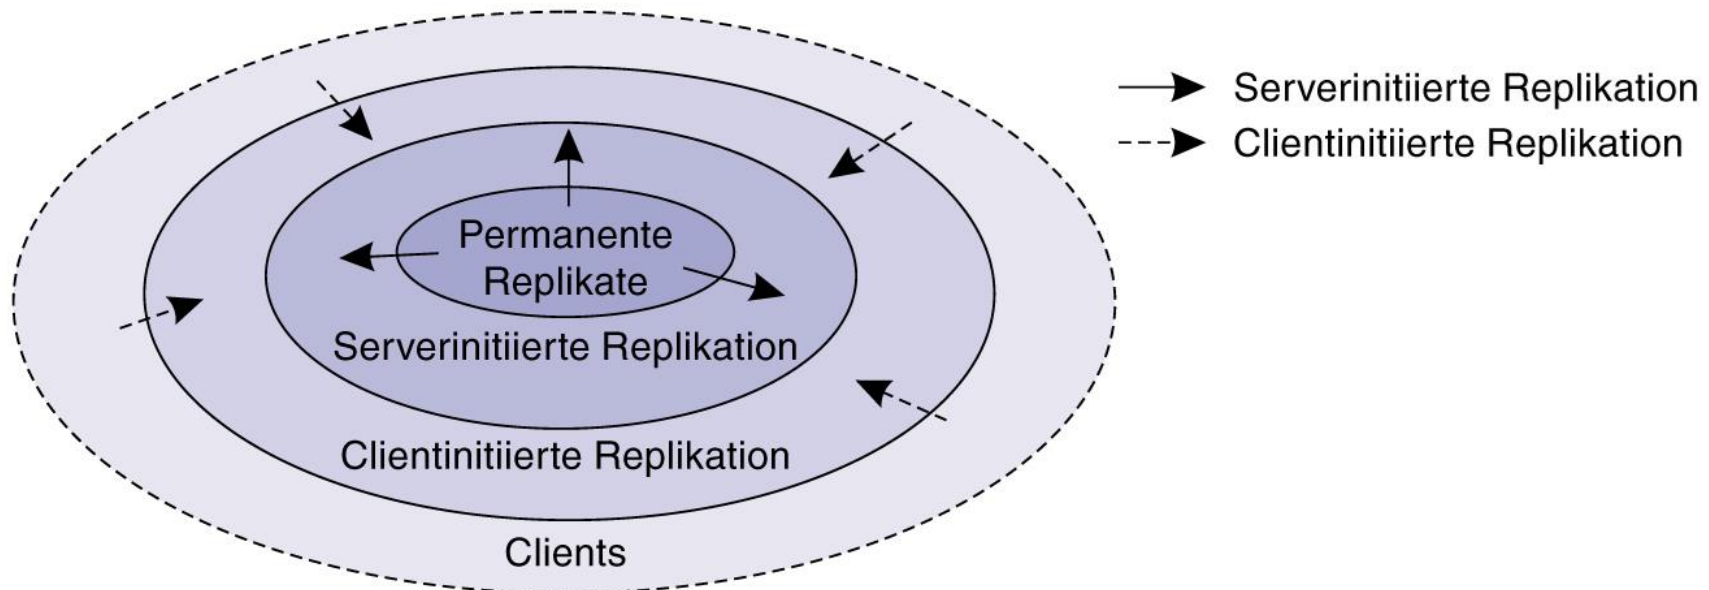 Serverinitiierte Replikation
Clientinitiierte Replikation
Permanente
Replikate
Serverinitiierte Replikation
Clientinitiierte Replikation
Clients